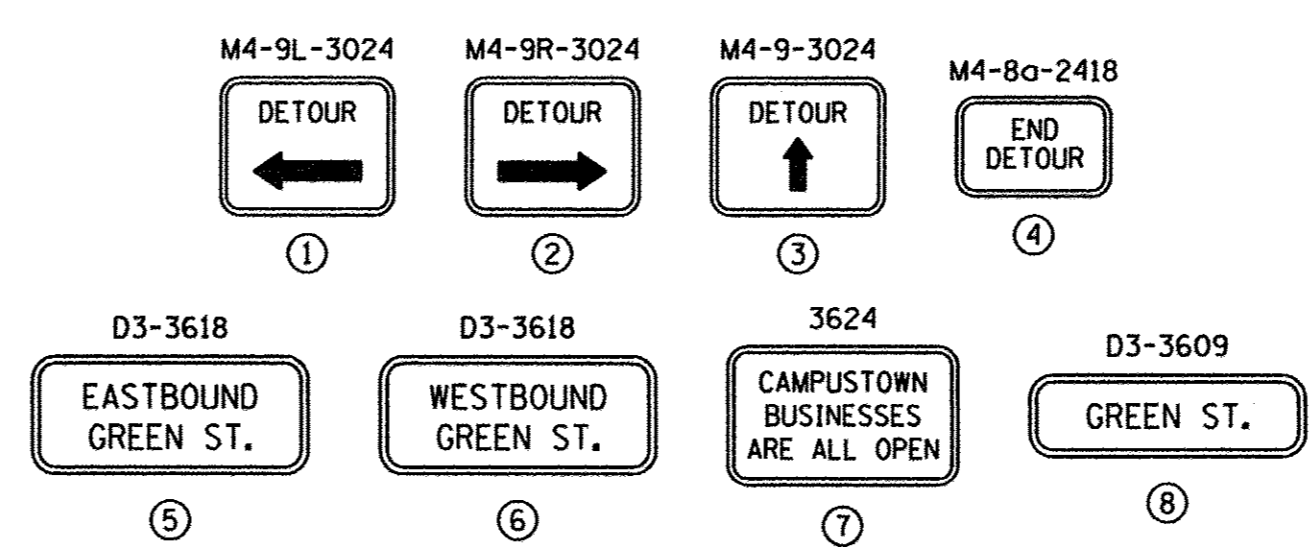 M4-9L-3024
M4-9R-3024
M4-9-3024
M4-8a-2418
DETOUR
DETOUR
DETOUR
END
DETOUR
1
2
3
4
D3-3618
D3-3618
3624
D3-3609
EASTBOUND
GREEN ST.
WESTBOUND
GREEN ST.
CAMPUSTOWN
BUSINESSES
ARE ALL OPEN
GREEN ST.
5
6
7
8